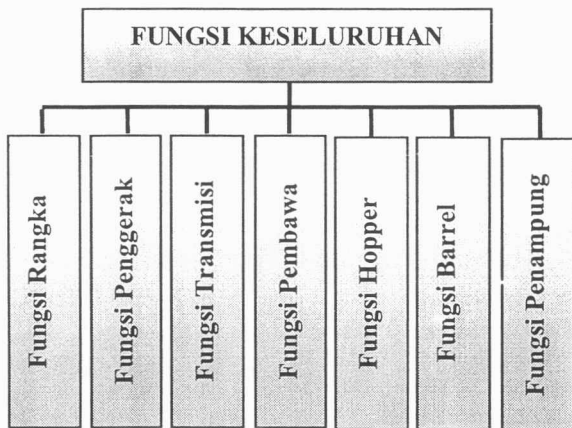 FUNGSI KESELURUHAN
Fungsi Rangka
Fungsi Penggerak
Fungsi Transmisi
Fungsi Pembawa
Fungsi Hopper
Fungsi Barrel
Fungsi Penampung